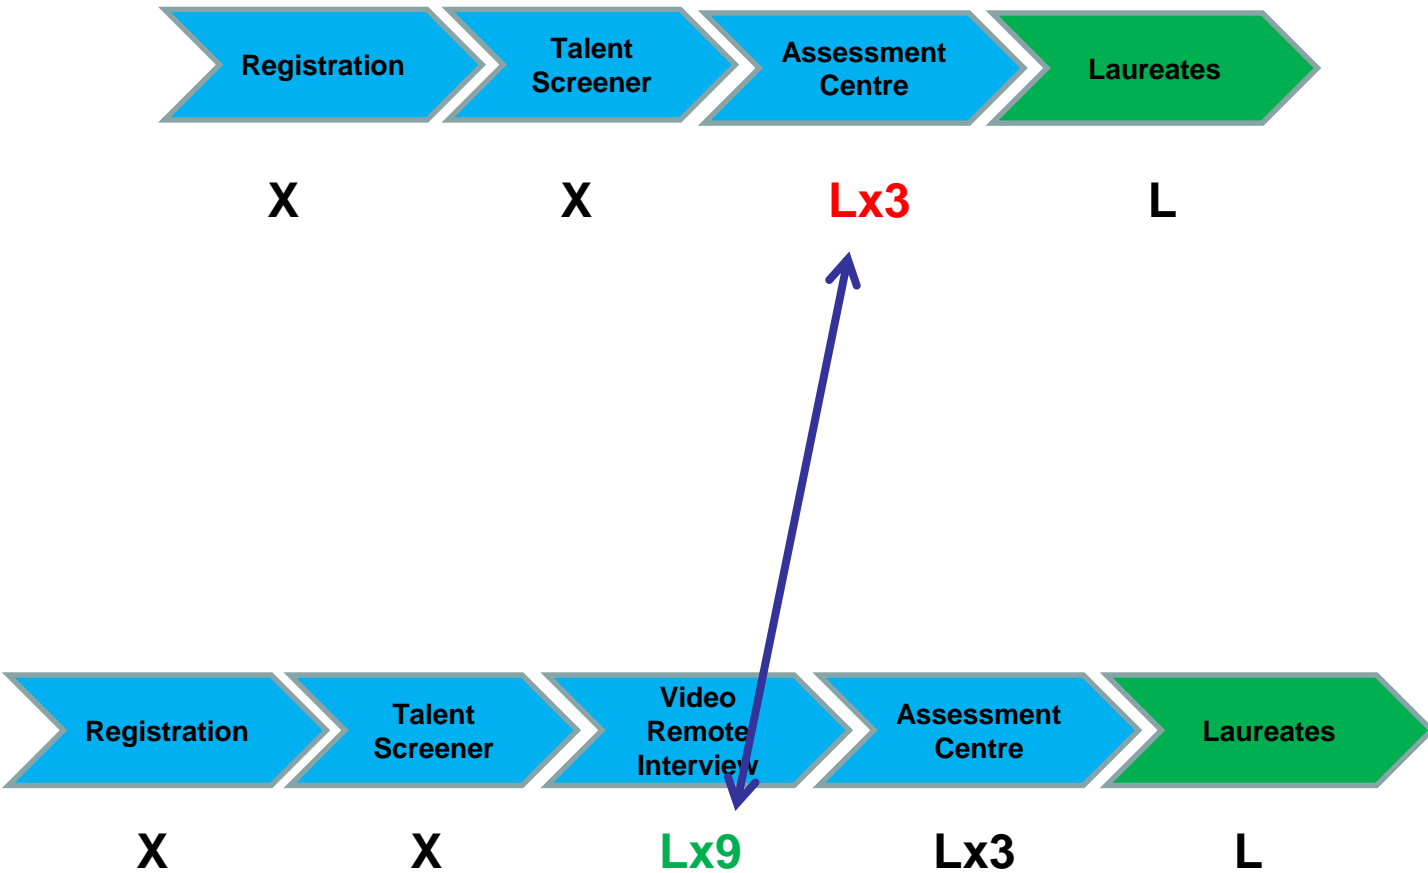 Registration
Talent
Screener
Assessment
Centre
Laureates
X X Lx3 L
Registration
Talent
Screener
Video
Remote
Interview
Assessment
Centre
Laureates
X X Lx9 Lx3 L